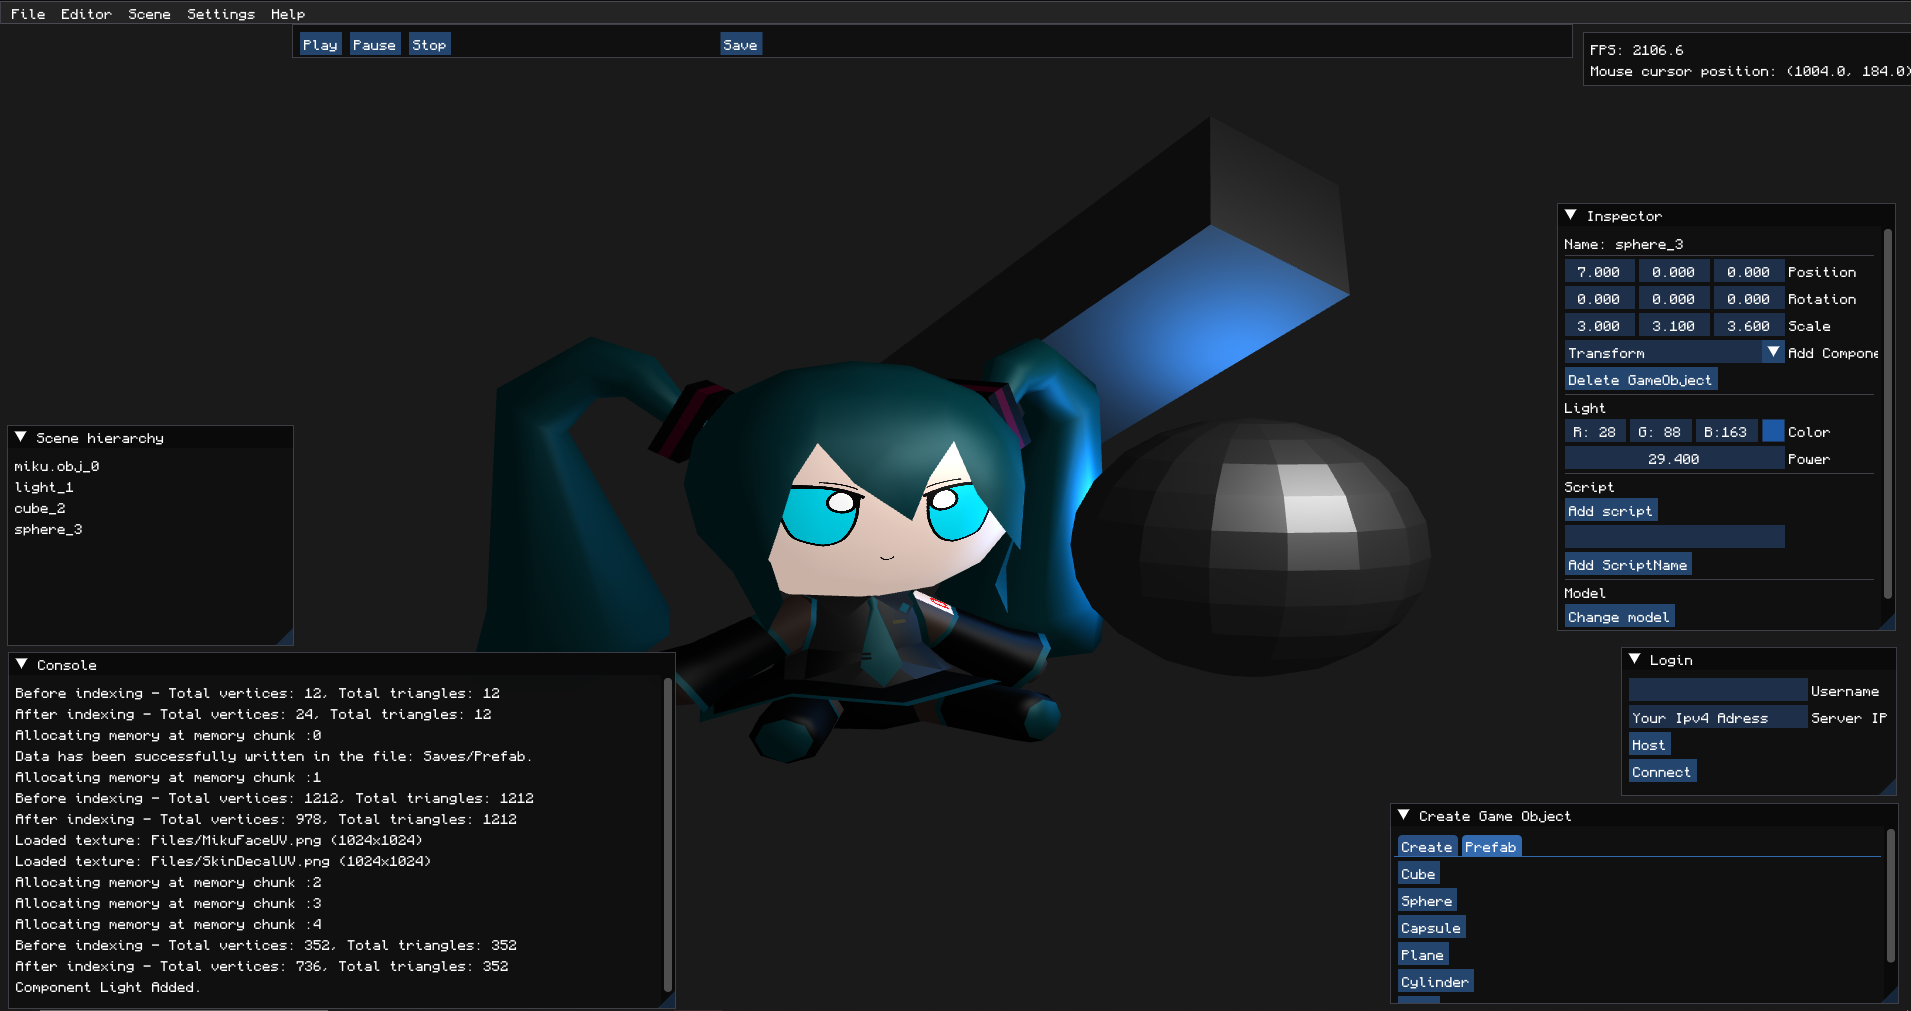 File Editor Scene Settings Help
Play Pause Stop Save
FPS: 2106.6
Mouse cursor position: (1004.0, 184.0)
Inspector
Name: sphere_3
7.000 0.000 0.000 Position
0.000 0.000 0.000 Rotation
3.000 3.100 3.600 Scale
Transform Add Compone
Delete GameObject
Light
R: 28 G: 88 B:163 Color
29.400 Power
Script
Add script
Add ScriptName
Model
Change model
Scene hierarchy
miku.obj_0
light_1
cube_2
sphere_3
Console
Before indexing - Total vertices: 12, Total triangles: 12
After indexing - Total vertices: 24, Total triangles: 12
Allocating memory at memory chunk :0
Data has been successfully written in the file: Saves/Prefab.
Allocating memory at memory chunk :1
Before indexing - Total vertices: 1212, Total triangles: 1212
After indexing - Total vertices: 978, Total triangles: 1212
Loaded texture: Files/MikuFaceUV.png (1024x1024)
Loaded texture: Files/SkinDecalUV.png (1024x1024)
Allocating memory at memory chunk :2
Allocating memory at memory chunk :3
Allocating memory at memory chunk :4
Before indexing - Total vertices: 352, Total triangles: 352
After indexing - Total vertices: 736, Total triangles: 352
Component Light Added.
Login
Username
Your Ipv4 Adress Server IP
Host
Connect
Create Game Object
Create Prefab
Cube
Sphere
Capsule
Plane
Cylinder